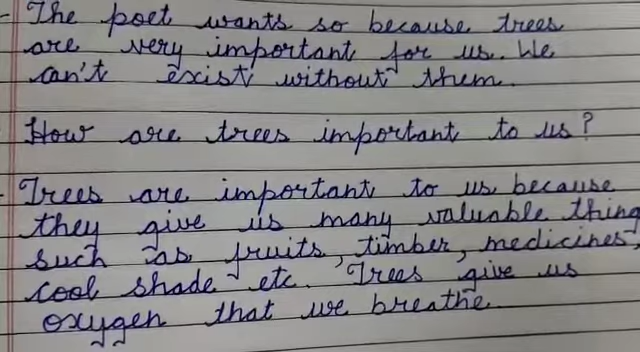 - The poet wants so because trees
are very important for us. We
can't exist without them.
How are trees important to us?
- Trees are important to us because
they give us many valuable thing
such as fruits, timber, medicines,
cool shade etc. Trees give us
oxygen that we breathe